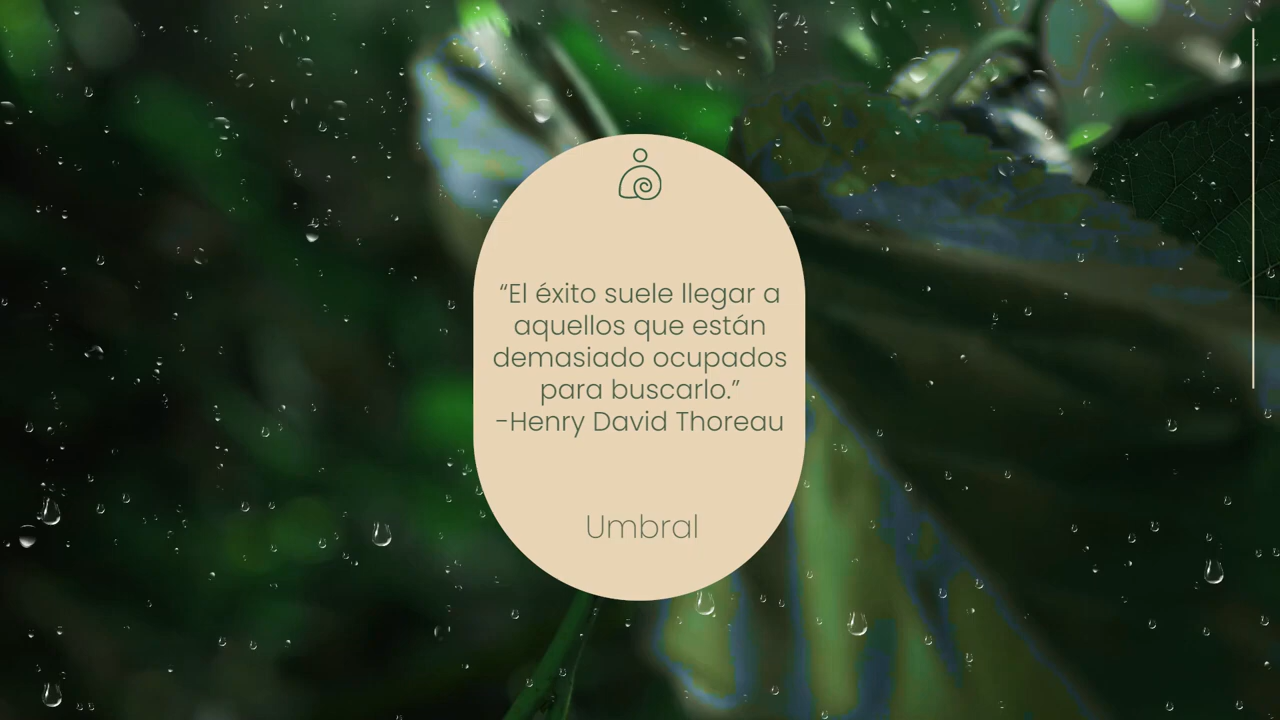 “El éxito suele llegar a
aquellos que están
demasiado ocupados
para buscarlo.”
-Henry David Thoreau
Umbral